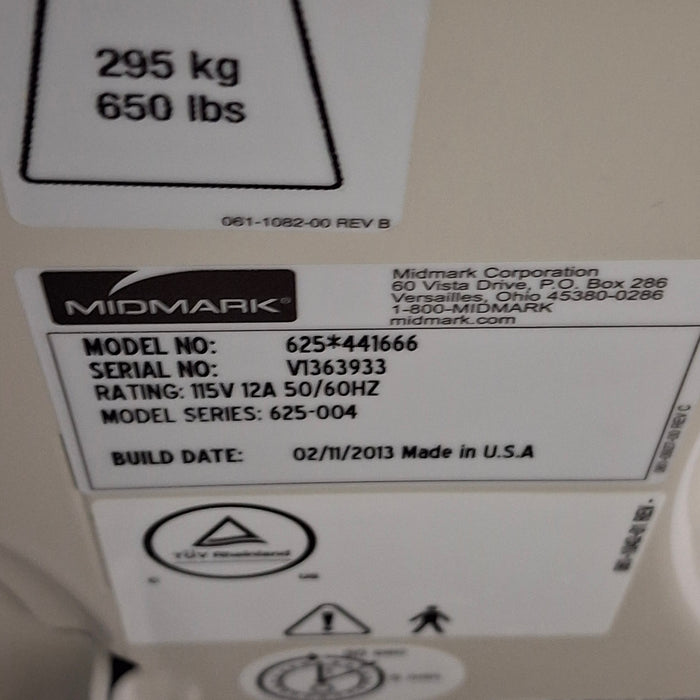 295 kg
650 lbs
061-1082-00 REV B
MIDMARK®
Midmark Corporation
60 Vista Drive, P.O. Box 286
Versailles, Ohio 45380-0286
1-800-MIDMARK
midmark.com
MODEL NO: 625*441666
SERIAL NO: V1363933
RATING: 115V 12A 50/60HZ
MODEL SERIES: 625-004
BUILD DATE: 02/11/2013 Made in U.S.A
TÜV Rheinland